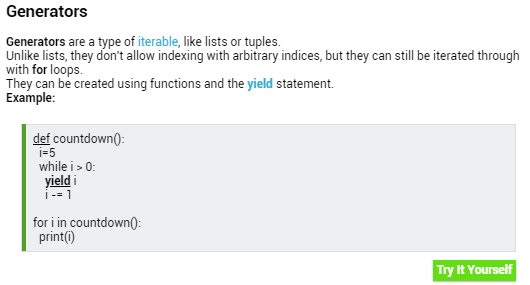 Generators
Generators are a type of iterable, like lists or tuples.
Unlike lists, they don't allow indexing with arbitrary indices, but they can still be iterated through
with for loops.
They can be created using functions and the yield statement.
Example:
def countdown():
i=5
while i > 0:
yield i
i -= 1
for i in countdown():
print(i)
Try It Yourself